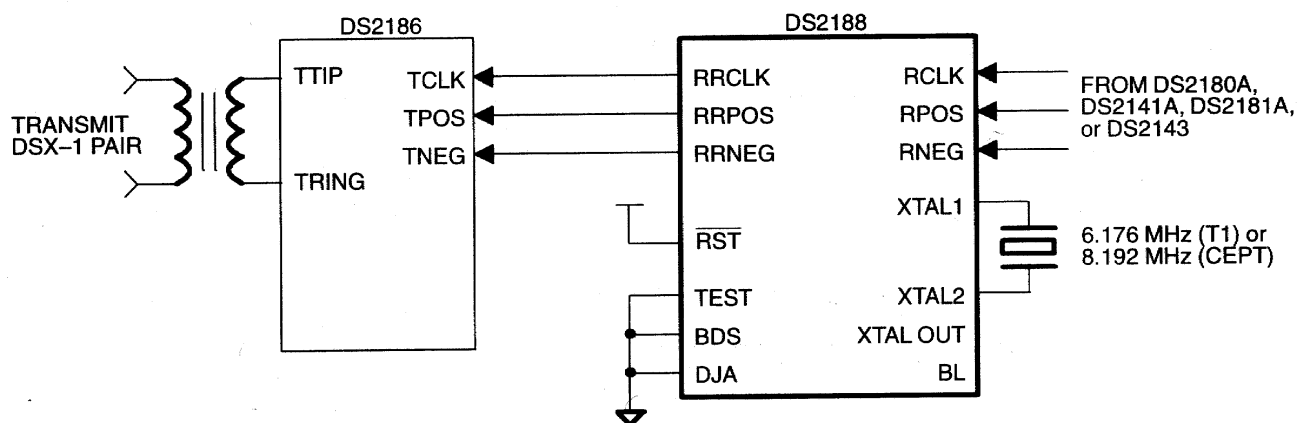 DS2186
DS2188
TTIP
TCLK
RRCLK
RCLK
FROM DS2180A,
DS2141A, DS2181A,
or DS2143
TPOS
RRPOS
RPOS
TRANSMIT
DSX–1 PAIR
TNEG
RRNEG
RNEG
TRING
XTAL1
RST
6.176 MHz (T1) or
8.192 MHz (CEPT)
TEST
XTAL2
BDS
XTAL OUT
DJA
BL